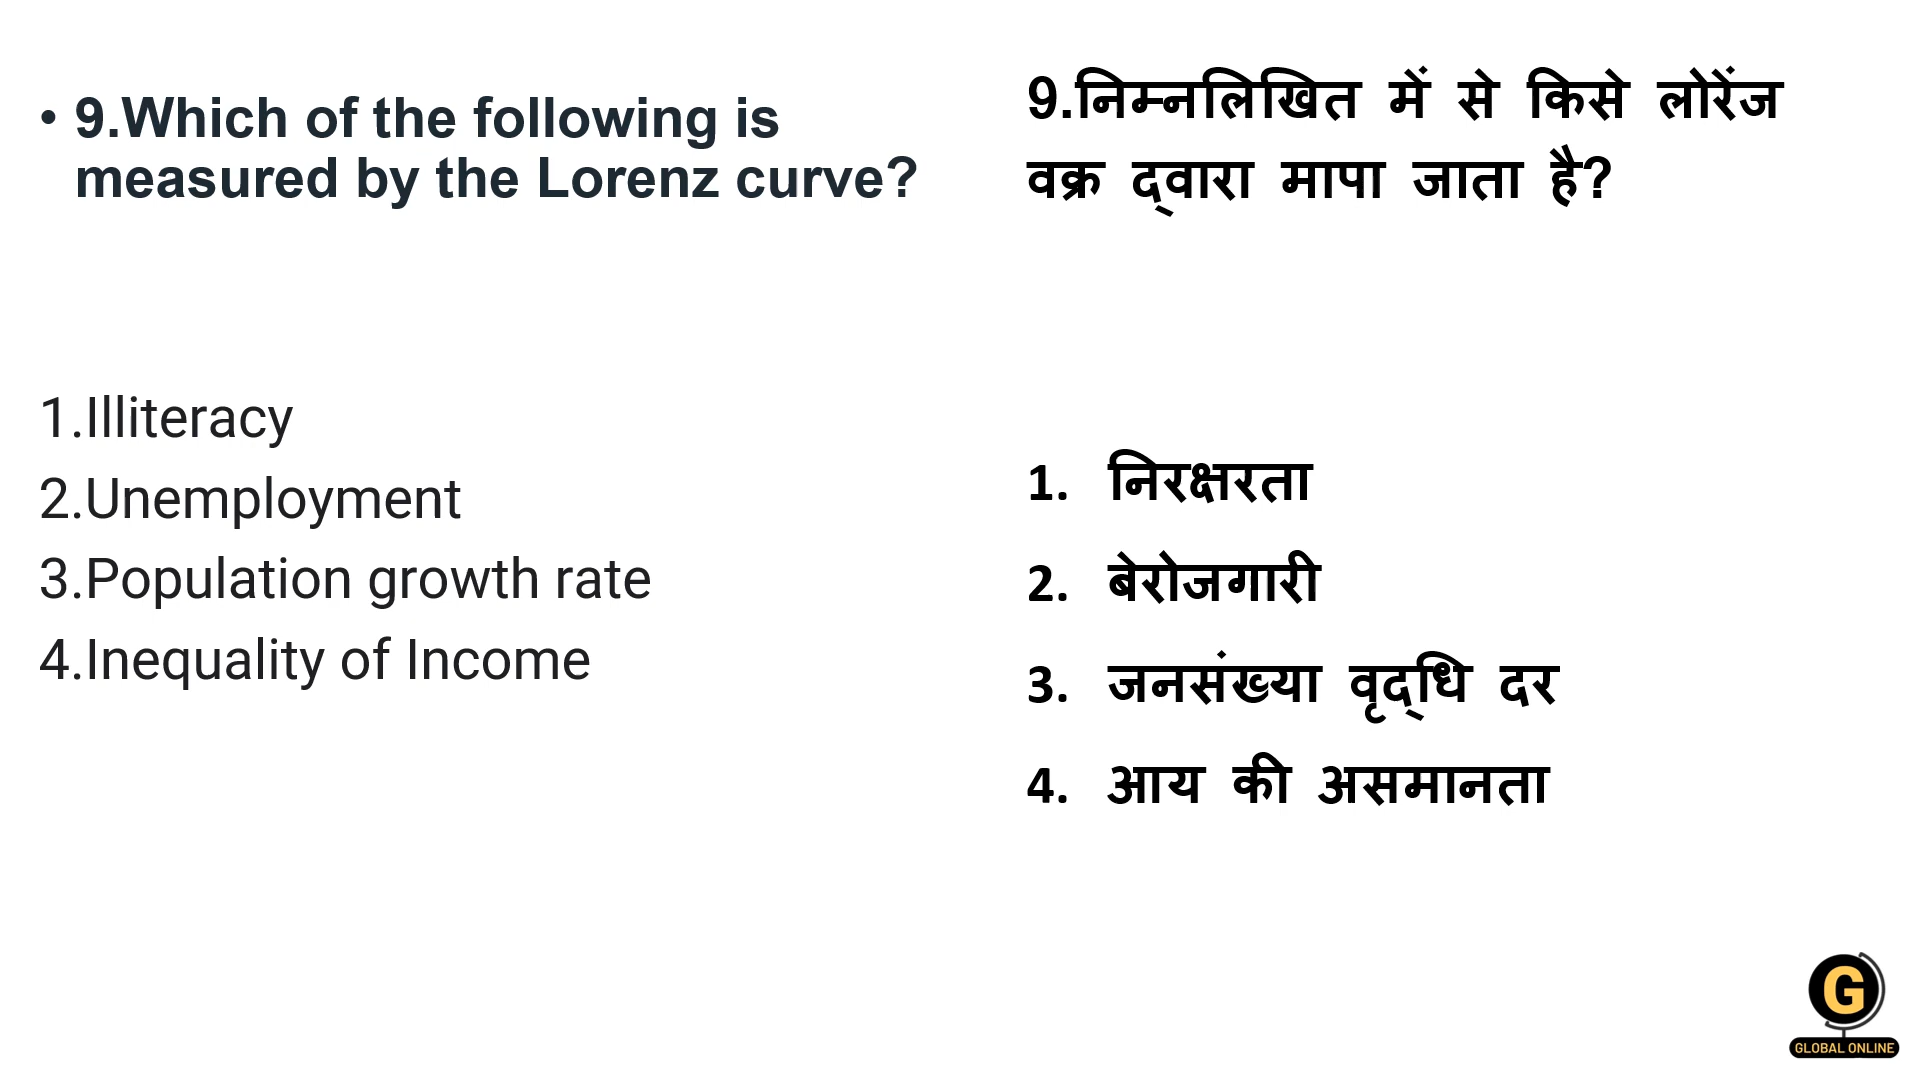 • 9.Which of the following is
measured by the Lorenz curve?
1.Illiteracy
2.Unemployment
3.Population growth rate
4.Inequality of Income
9.निम्नलिखित में से किसे लोरेंज
वक्र द्वारा मापा जाता है?
1. निरक्षरता
2. बेरोजगारी
3. जनसंख्या वृद्धि दर
4. आय की असमानता
G
GLOBAL ONLINE